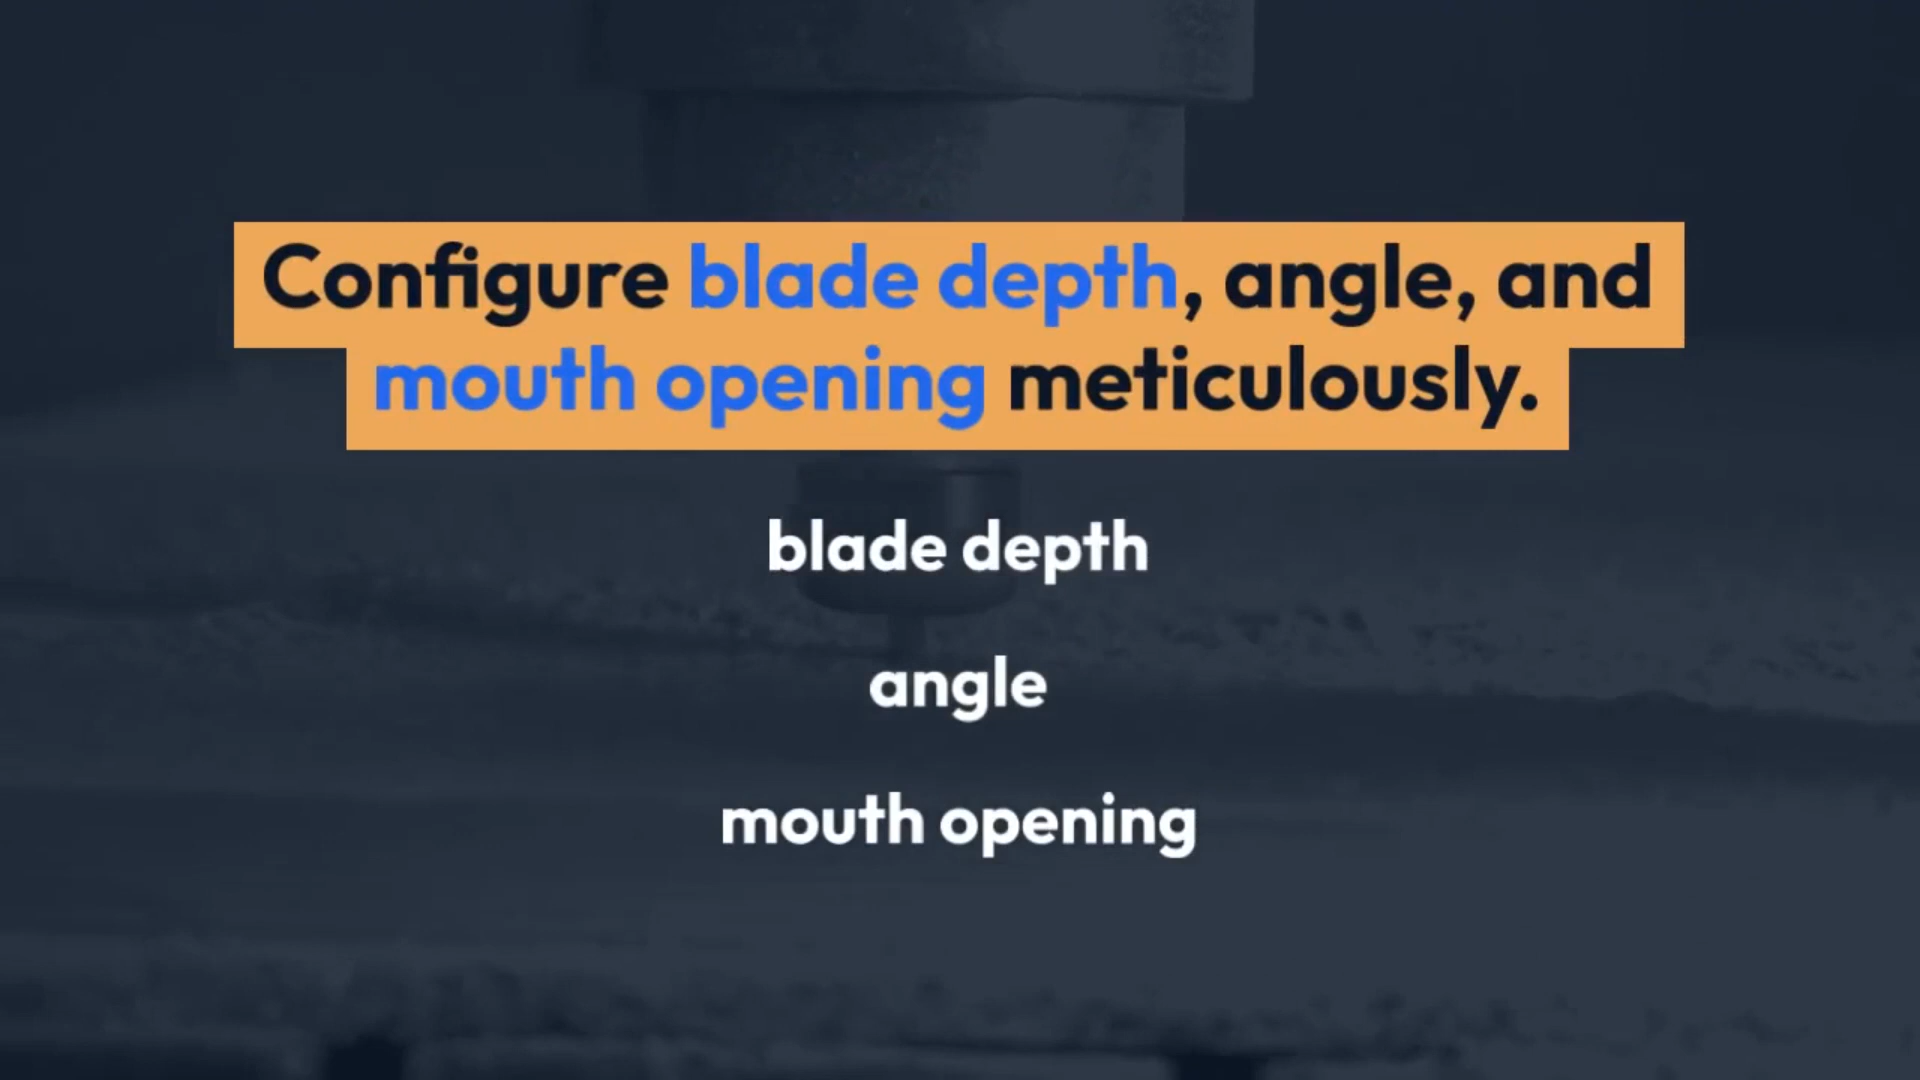 Configure blade depth, angle, and
mouth opening meticulously.
blade depth
angle
mouth opening